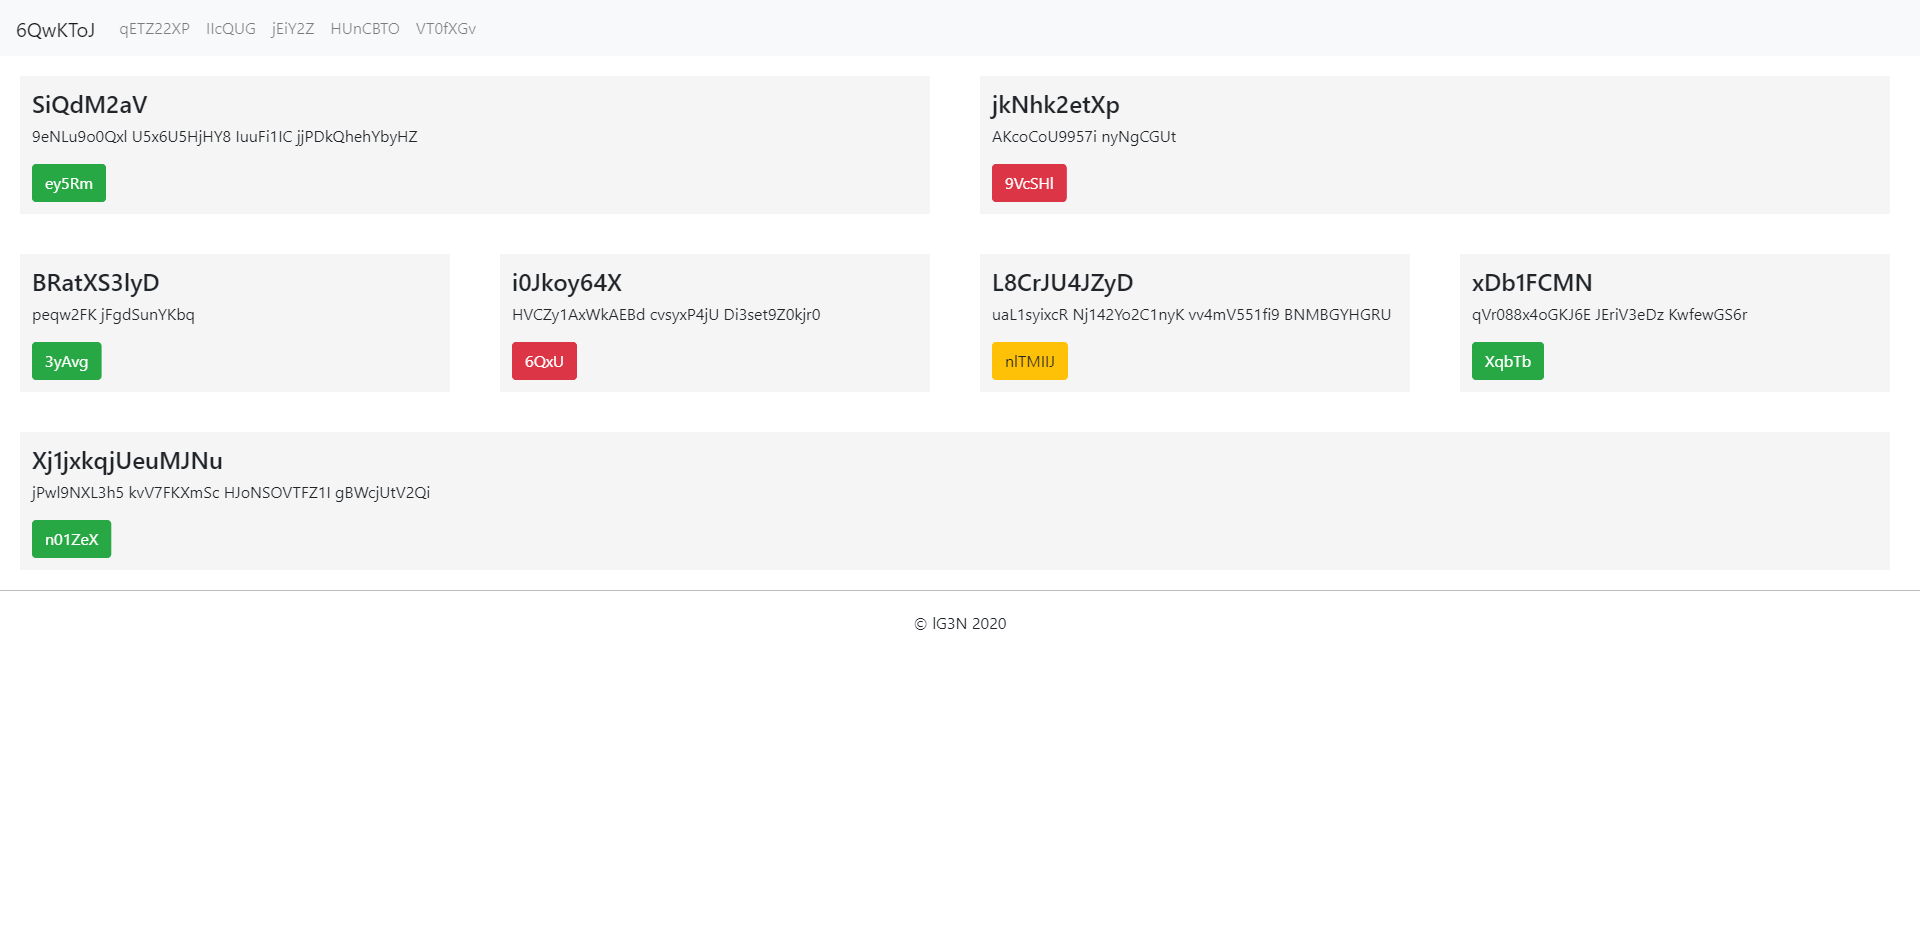 6QwKToJ qETZ22XP IIcQUG jEiY2Z HUnCBTO VT0fXGv
SiQdM2aV
9eNLu9o0Qxl U5x6U5HjHY8 IuuFi1IC jjPDkQhehYbyHZ
ey5Rm
jkNhk2etXp
AKcoCoU9957i nyNgCGUt
9VcSHl
BRatXS3lyD
peqw2FK jFgdSunYKbq
3yAvg
i0Jkoy64X
HVCZy1AxWkAEBd cvsyxP4jU Di3set9Z0kjr0
6QxU
L8CrJU4JZyD
uaL1syixcR Nj142Yo2C1nyK vv4mV551fi9 BNMBGYHGRU
nlTMIIJ
xDb1FCMN
qVr088x4oGKJ6E JEriV3eDz KwfewGS6r
XqbTb
Xj1jxkqjUeuMJNu
jPwl9NXL3h5 kvV7FKXmSc HJoNSOVTFZ1I gBWcjUtV2Qi
n01ZeX
© lG3N 2020